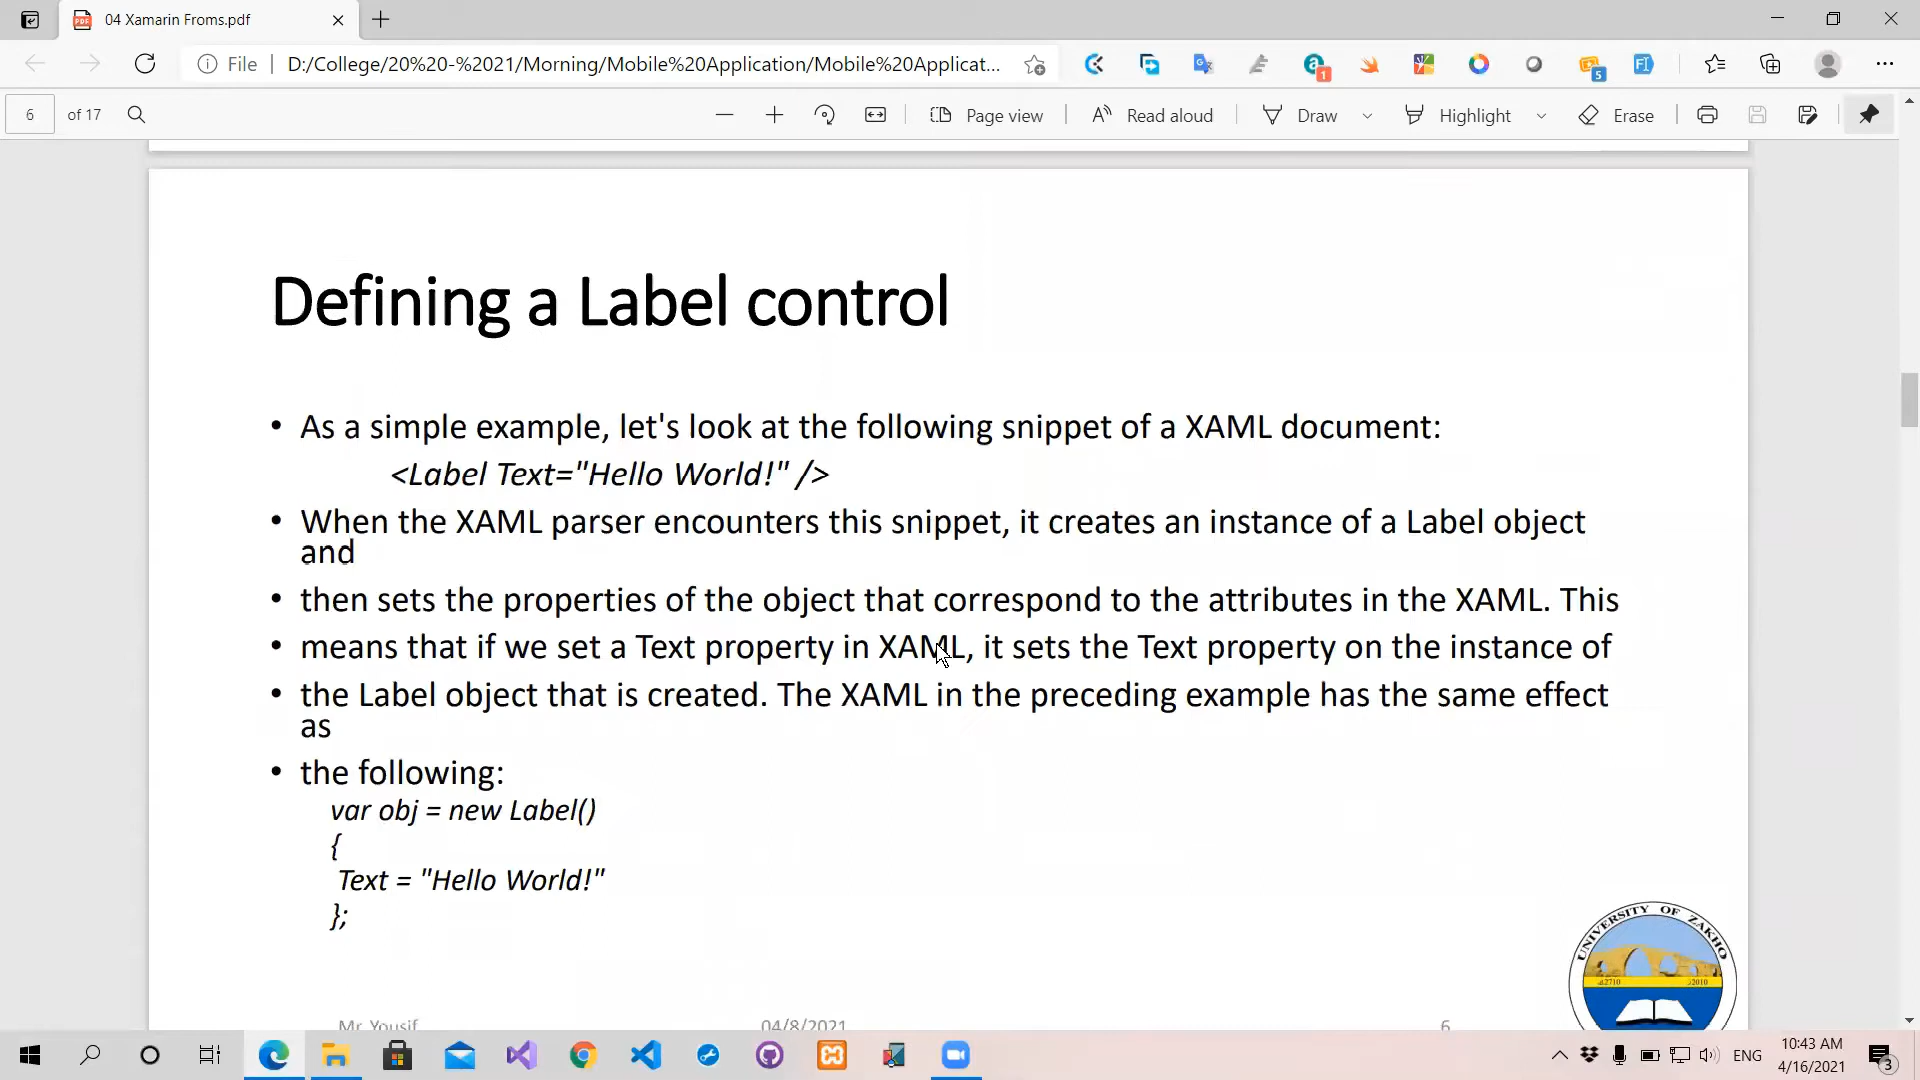 04 Xamarin Froms.pdf
File
D:/College/20%20-%2021/Morning/Mobile%20Application/Mobile%20Applicat...
1
5
6 of 17
Page view
Read aloud
Draw
Highlight
Erase
Defining a Label control
• As a simple example, let's look at the following snippet of a XAML document:
<Label Text="Hello World!" />
• When the XAML parser encounters this snippet, it creates an instance of a Label object
and
• then sets the properties of the object that correspond to the attributes in the XAML. This
• means that if we set a Text property in XAML, it sets the Text property on the instance of
• the Label object that is created. The XAML in the preceding example has the same effect
as
• the following:
var obj = new Label()
{
Text = "Hello World!"
};
UNIVERSITY OF ZAKHO
2010
Mr. Yousif
04/8/2021
6
ENG
10:43 AM
4/16/2021
3